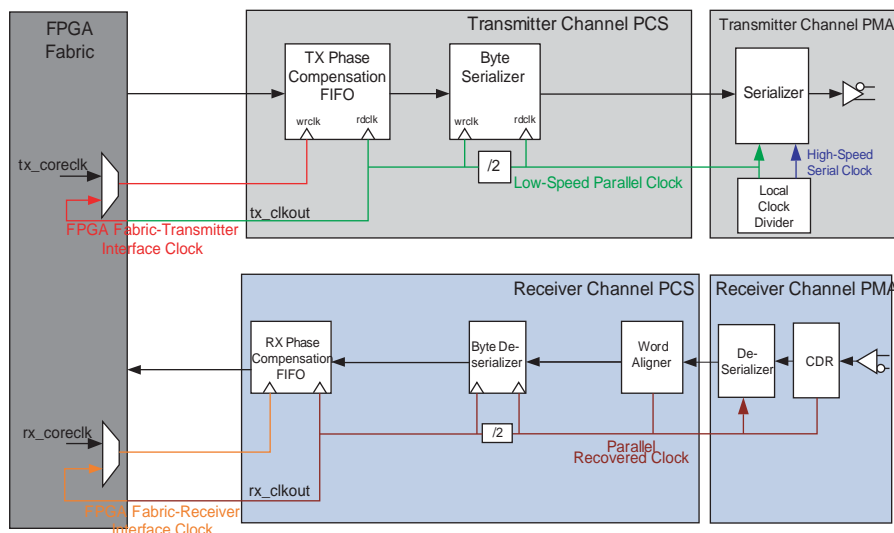 FPGA
Fabric
Transmitter Channel PCS
Transmitter Channel PMA
TX Phase
Compensation
FIFO
wrclk
rdclk
Byte
Serializer
wrclk
rdclk
Serializer
/2
Low-Speed Parallel Clock
High-Speed
Serial Clock
Local
Clock
Divider
tx_coreclk
tx_clkout
FPGA Fabric-Transmitter
Interface Clock
Receiver Channel PCS
Receiver Channel PMA
RX Phase
Compensation
FIFO
Byte De-
serializer
Word
Aligner
De-
Serializer
CDR
/2
Parallel
Recovered Clock
rx_coreclk
rx_clkout
FPGA Fabric-Receiver
Interface Clock